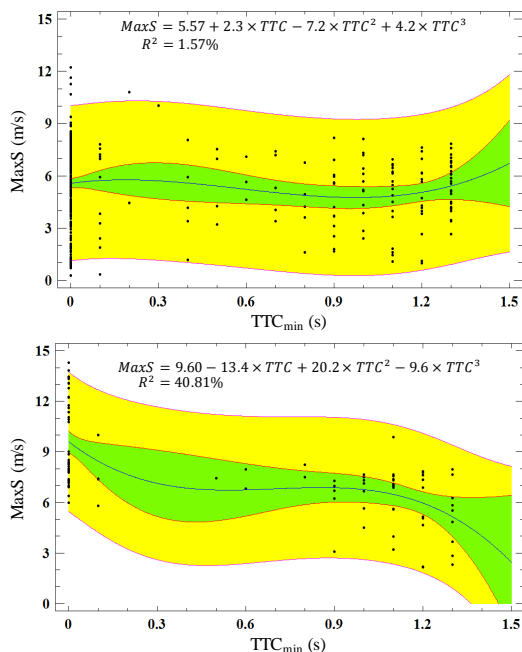 MaxS = 5.57 + 2.3 × TTC − 7.2 × TTC² + 4.2 × TTC³
R² = 1.57%
15
12
9
6
3
0
MaxS (m/s)
0 0.3 0.6 0.9 1.2 1.5
TTCmin (s)
MaxS = 9.60 − 13.4 × TTC + 20.2 × TTC² − 9.6 × TTC³
R² = 40.81%
15
12
9
6
3
0
MaxS (m/s)
0 0.3 0.6 0.9 1.2 1.5
TTCmin (s)